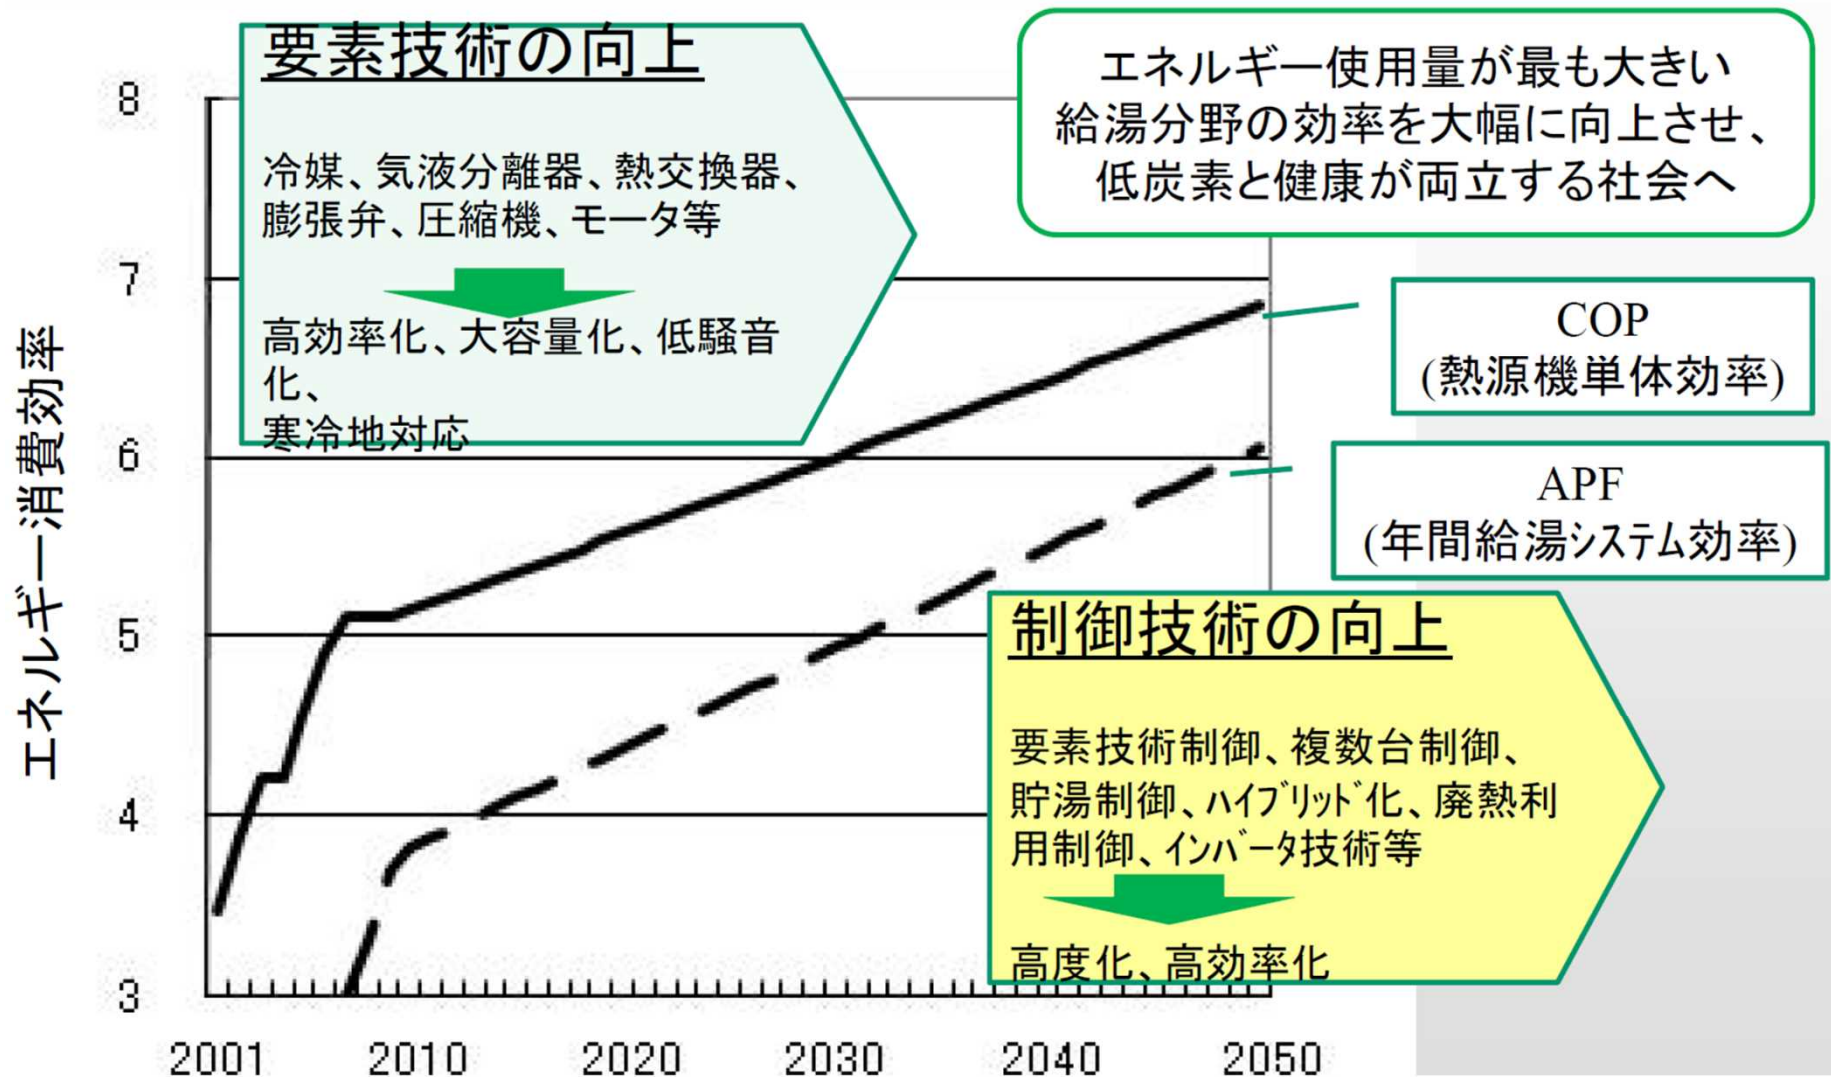 要素技術の向上
冷媒、気液分離器、熱交換器、
膨張弁、圧縮機、モータ等
高効率化、大容量化、低騒音
化、
寒冷地対応
エネルギー使用量が最も大きい
給湯分野の効率を大幅に向上させ、
低炭素と健康が両立する社会へ
COP
(熱源機単体効率)
APF
(年間給湯ｼｽﾃﾑ効率)
制御技術の向上
要素技術制御、複数台制御、
貯湯制御、ﾊｲﾌﾞﾘｯﾄﾞ化、廃熱利
用制御、ｲﾝﾊﾞｰﾀ技術等
高度化、高効率化
エネルギー消費効率
8
7
6
5
4
3
2001 2010 2020 2030 2040 2050